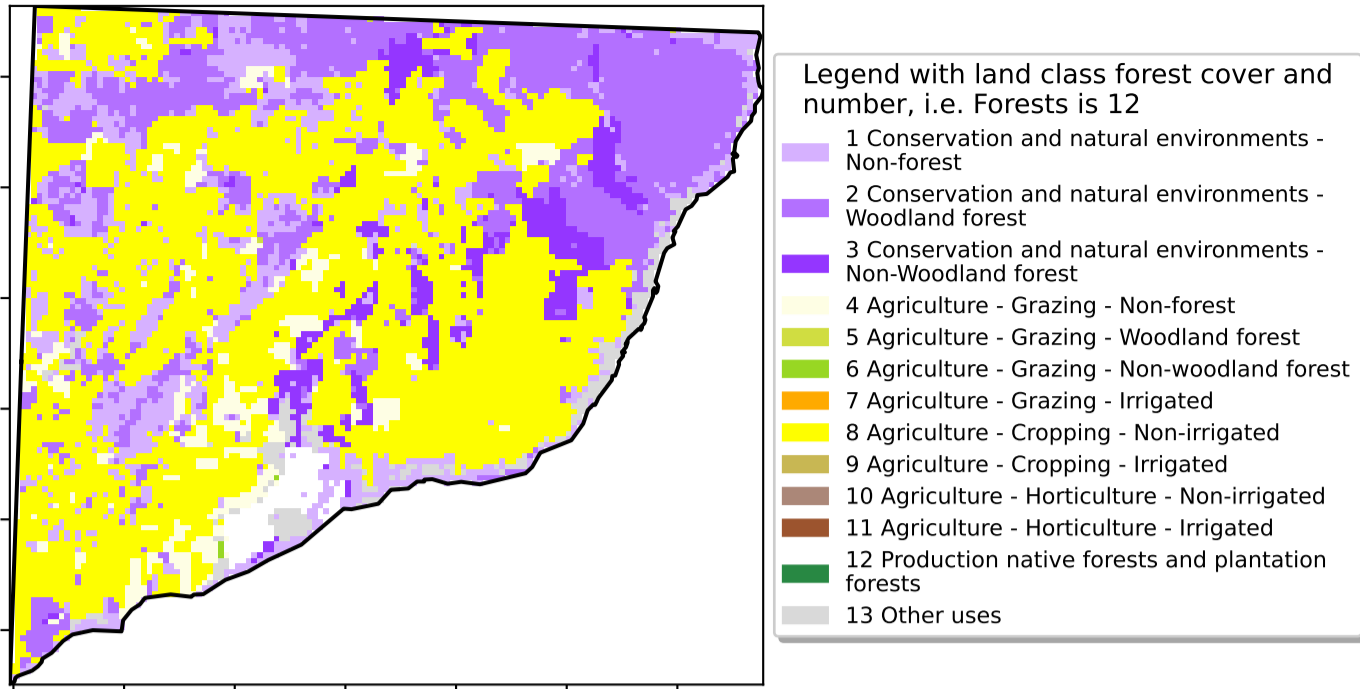 Legend with land class forest cover and
number, i.e. Forests is 12
1 Conservation and natural environments -
Non-forest
2 Conservation and natural environments -
Woodland forest
3 Conservation and natural environments -
Non-Woodland forest
4 Agriculture - Grazing - Non-forest
5 Agriculture - Grazing - Woodland forest
6 Agriculture - Grazing - Non-woodland forest
7 Agriculture - Grazing - Irrigated
8 Agriculture - Cropping - Non-irrigated
9 Agriculture - Cropping - Irrigated
10 Agriculture - Horticulture - Non-irrigated
11 Agriculture - Horticulture - Irrigated
12 Production native forests and plantation
forests
13 Other uses